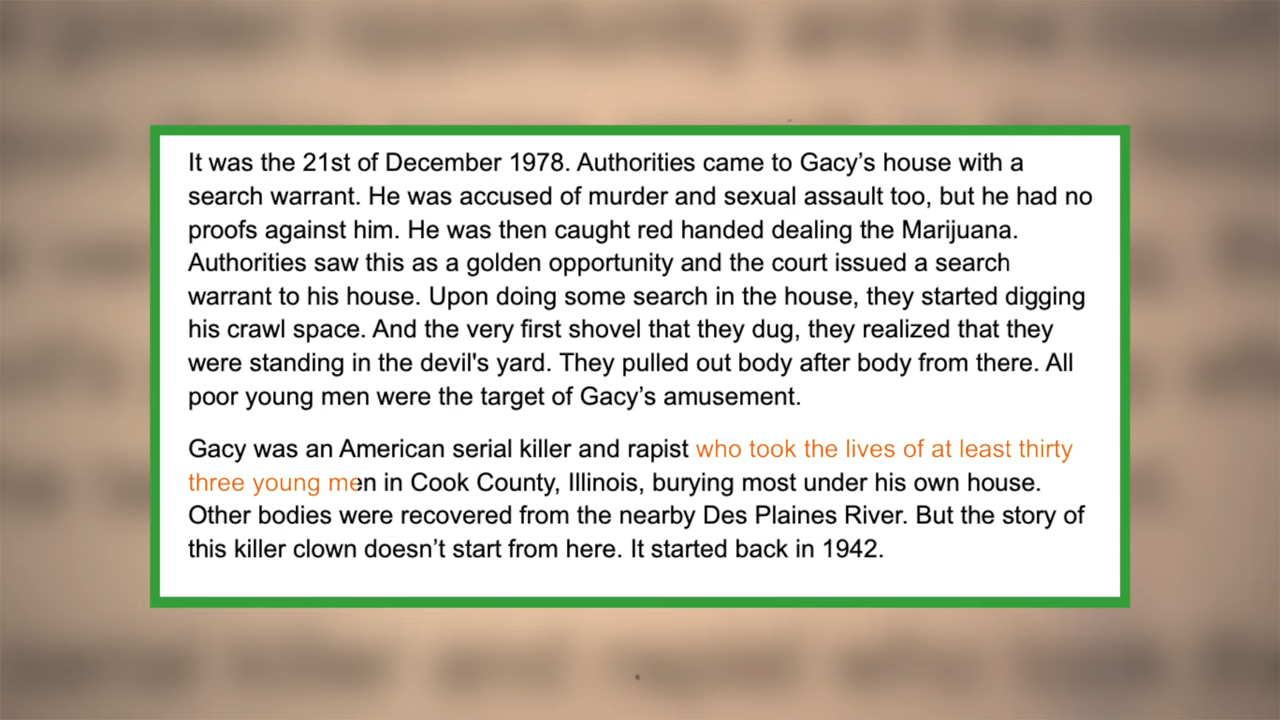 It was the 21st of December 1978. Authorities came to Gacy’s house with a
search warrant. He was accused of murder and sexual assault too, but he had no
proofs against him. He was then caught red handed dealing the Marijuana.
Authorities saw this as a golden opportunity and the court issued a search
warrant to his house. Upon doing some search in the house, they started digging
his crawl space. And the very first shovel that they dug, they realized that they
were standing in the devil's yard. They pulled out body after body from there. All
poor young men were the target of Gacy’s amusement.
Gacy was an American serial killer and rapist who took the lives of at least thirty
three young men in Cook County, Illinois, burying most under his own house.
Other bodies were recovered from the nearby Des Plaines River. But the story of
this killer clown doesn’t start from here. It started back in 1942.